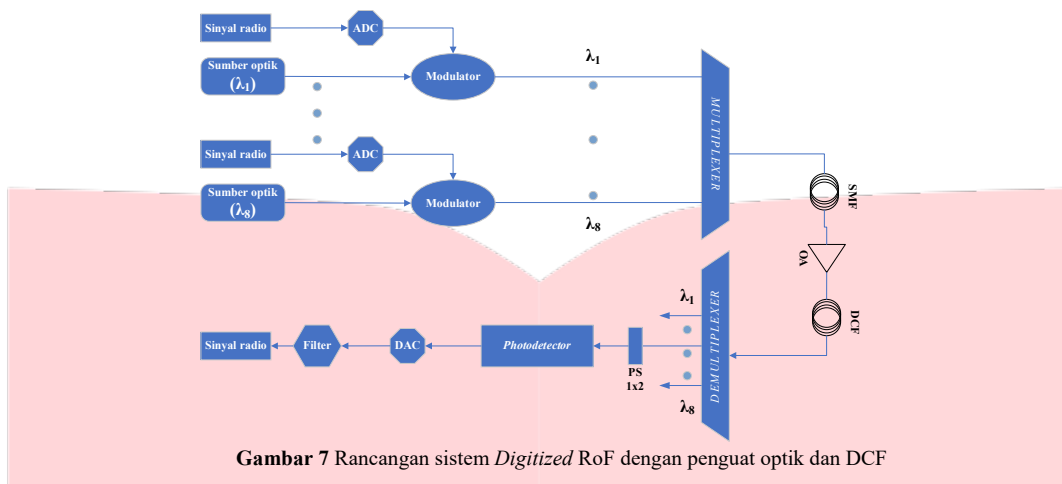 Sinyal radio
ADC
Sumber optik
(λ1)
Modulator
λ1
Sinyal radio
ADC
Sumber optik
(λ8)
Modulator
λ8
MULTIPLEXER
SMF
OA
DCF
DEMULTIPLEXER
λ1
λ8
PS
1x2
Photodetector
DAC
Filter
Sinyal radio
Gambar 7 Rancangan sistem Digitized RoF dengan penguat optik dan DCF